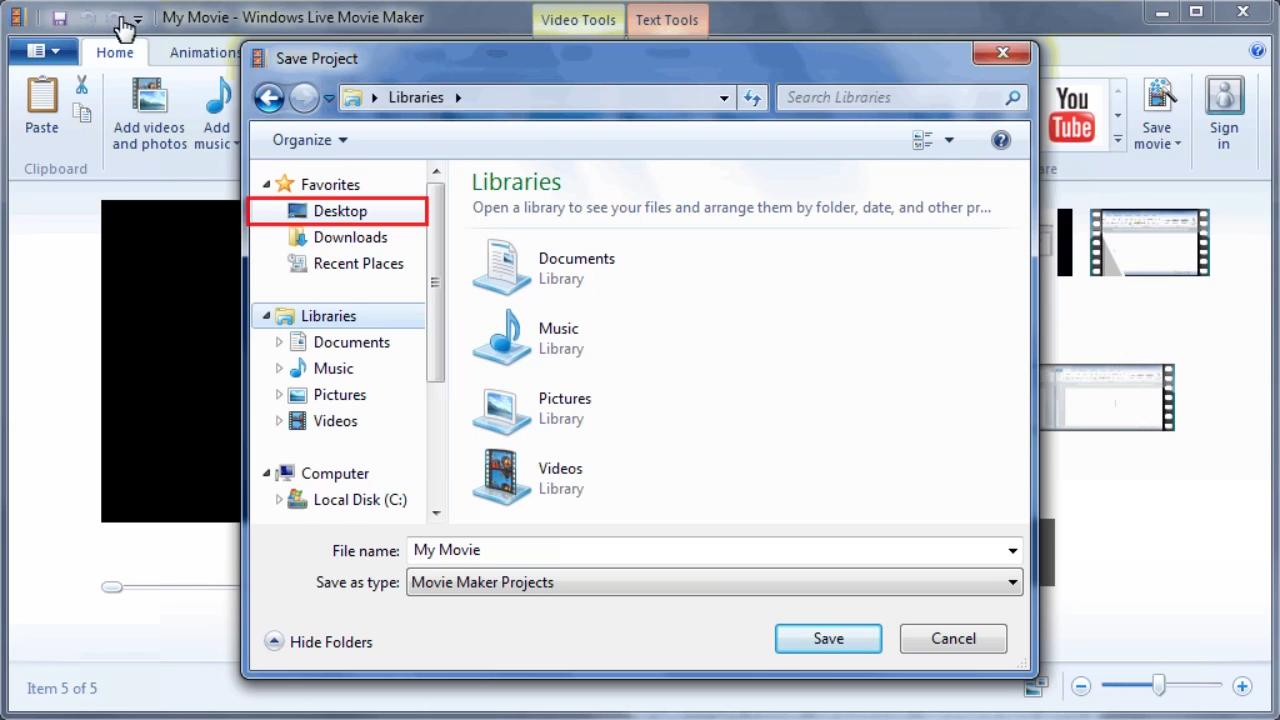 My Movie - Windows Live Movie Maker
Video Tools
Text Tools
Home
Animations
Paste
Clipboard
Add videos
and photos
Add
music
You
Tube
Save
movie
Sign
in
Save Project
Libraries
Search Libraries
Organize
Favorites
Desktop
Downloads
Recent Places
Libraries
Documents
Music
Pictures
Videos
Computer
Local Disk (C:)
Libraries
Open a library to see your files and arrange them by folder, date, and other pr...
Documents
Library
Music
Library
Pictures
Library
Videos
Library
File name: My Movie
Save as type: Movie Maker Projects
Hide Folders
Save
Cancel
Item 5 of 5